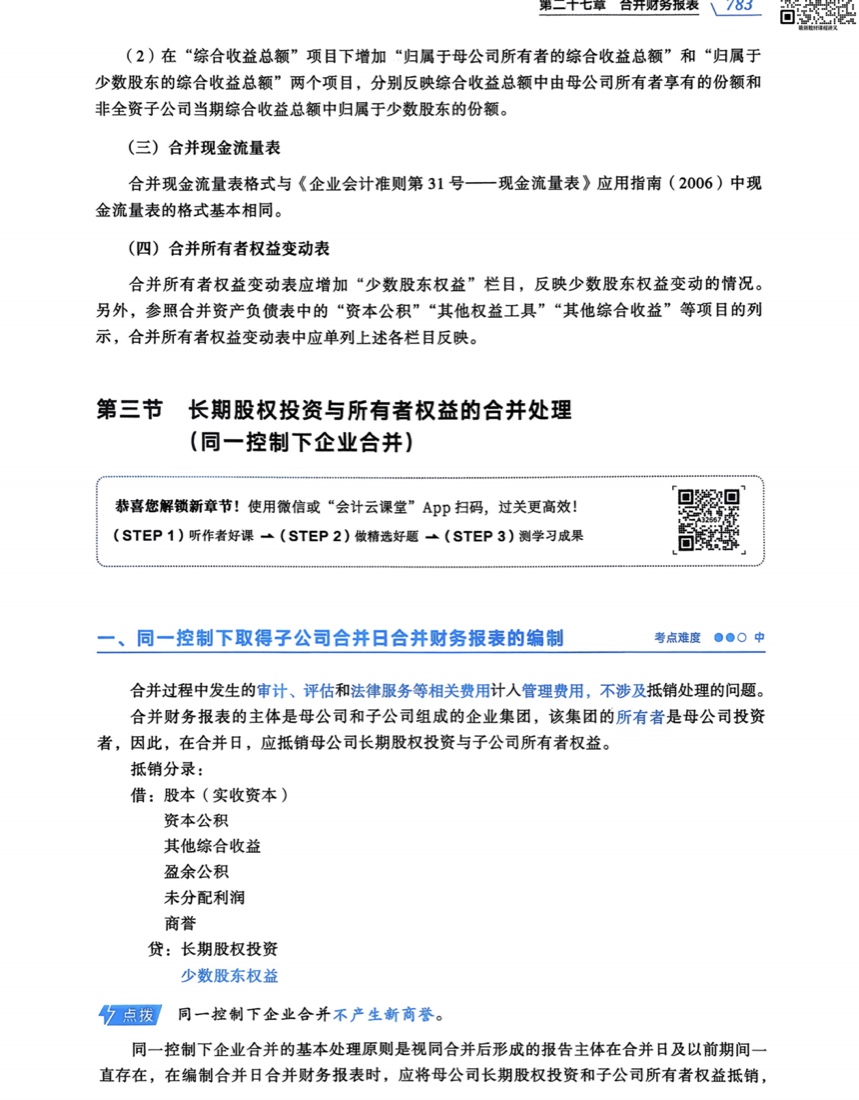 第二十七章 合并财务报表 783
（2）在“综合收益总额”项目下增加“归属于母公司所有者的综合收益总额”和“归属于
少数股东的综合收益总额”两个项目，分别反映综合收益总额中由母公司所有者享有的份额和
非全资子公司当期综合收益总额中归属于少数股东的份额。
（三）合并现金流量表
合并现金流量表格式与《企业会计准则第 31 号——现金流量表》应用指南（2006）中现
金流量表的格式基本相同。
（四）合并所有者权益变动表
合并所有者权益变动表应增加“少数股东权益”栏目，反映少数股东权益变动的情况。
另外，参照合并资产负债表中的“资本公积”“其他权益工具”“其他综合收益”等项目的列
示，合并所有者权益变动表中应单列上述各栏目反映。
第三节 长期股权投资与所有者权益的合并处理
（同一控制下企业合并）
恭喜您解锁新章节！使用微信或“会计云课堂”App 扫码，过关更高效！
（STEP 1）听作者好课 ⇀（STEP 2）做精选好题 ⇀（STEP 3）测学习成果
A32567
一、同一控制下取得子公司合并日合并财务报表的编制 考点难度 ●●○ 中
合并过程中发生的审计、评估和法律服务等相关费用计入管理费用，不涉及抵销处理的问题。
合并财务报表的主体是母公司和子公司组成的企业集团，该集团的所有者是母公司投资
者，因此，在合并日，应抵销母公司长期股权投资与子公司所有者权益。
抵销分录：
借：股本（实收资本）
资本公积
其他综合收益
盈余公积
未分配利润
商誉
贷：长期股权投资
少数股东权益
点拨 同一控制下企业合并不产生新商誉。
同一控制下企业合并的基本处理原则是视同合并后形成的报告主体在合并日及以前期间一
直存在，在编制合并日合并财务报表时，应将母公司长期股权投资和子公司所有者权益抵销，